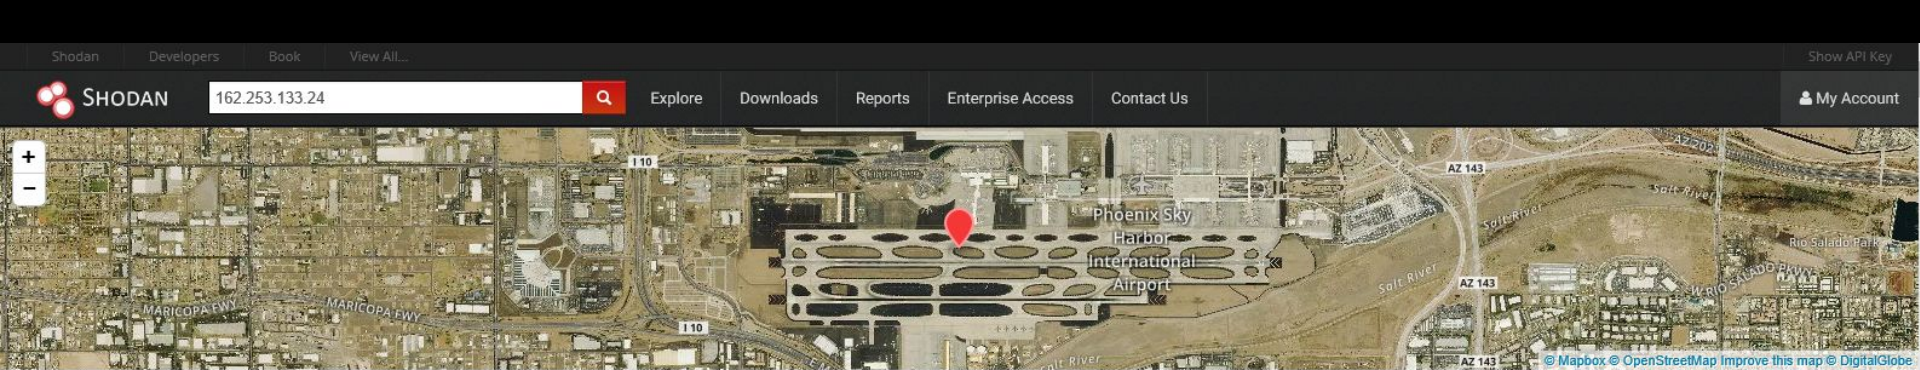 Shodan Developers Book View All... Show API Key
SHODAN 162.253.133.24 Explore Downloads Reports Enterprise Access Contact Us My Account
+
−
I 10
AZ 143
AZ 202
Salt River
Salt River
Phoenix Sky
Harbor
International
Airport
Rio Salado Park
Salt River
AZ 143
W RIO SALADO PKWY
MARICOPA FWY
MARICOPA FWY
I 10
Salt River
AZ 143
© Mapbox © OpenStreetMap Improve this map © DigitalGlobe